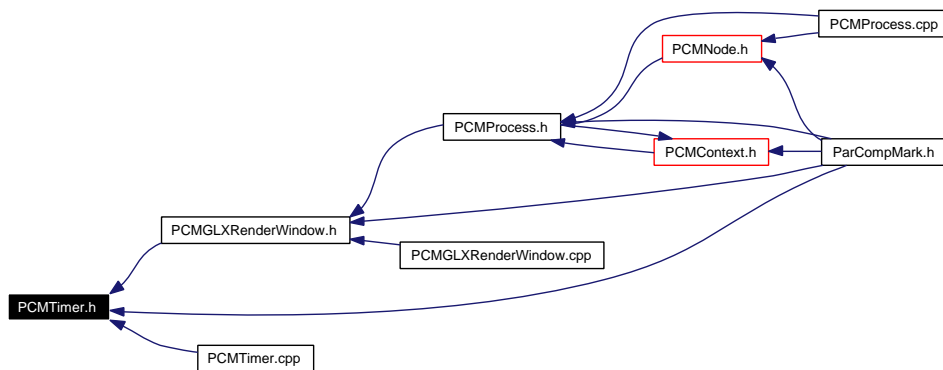 PCMProcess.cpp
PCMNode.h
PCMProcess.h
PCMContext.h
ParCompMark.h
PCMGLXRenderWindow.h
PCMGLXRenderWindow.cpp
PCMTimer.h
PCMTimer.cpp